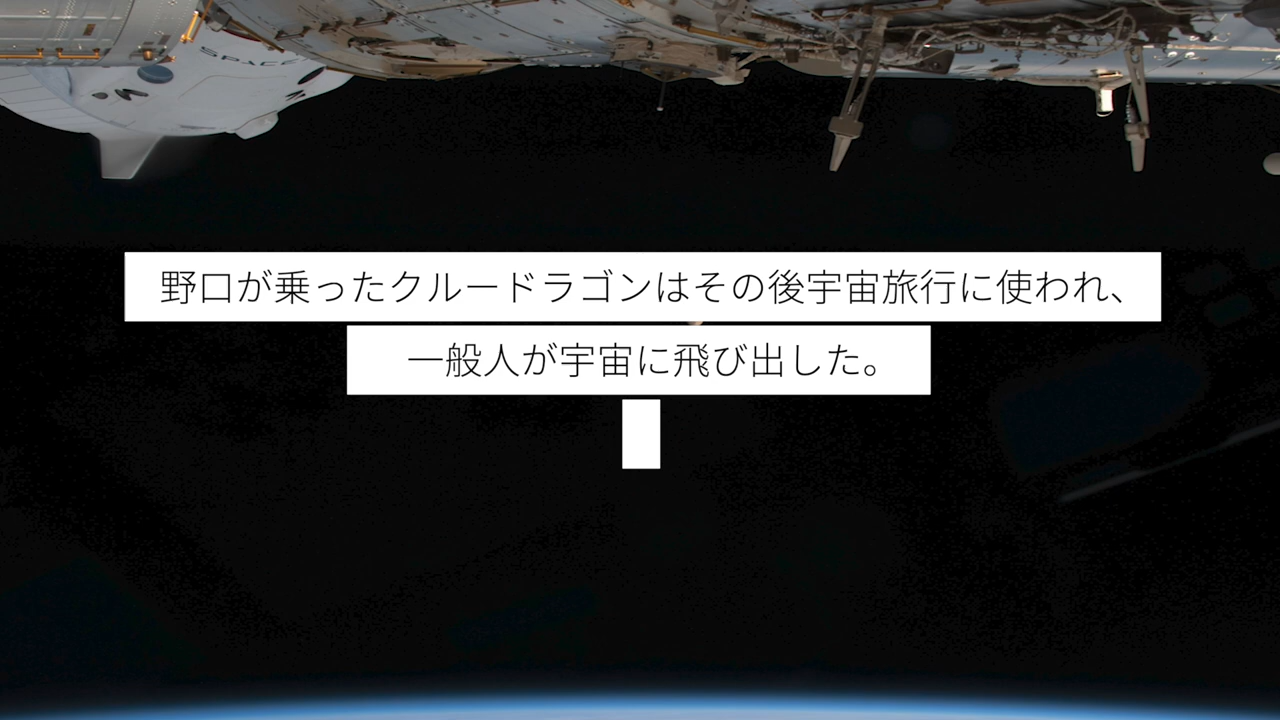 SPACE
野口が乗ったクルードラゴンはその後宇宙旅行に使われ、
一般人が宇宙に飛び出した。